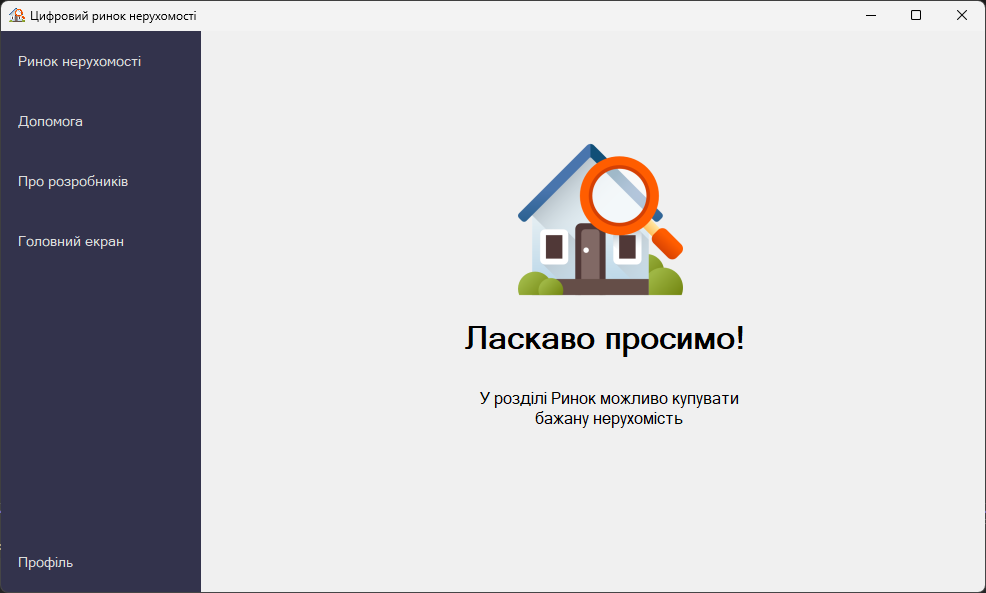 Цифровий ринок нерухомості
Ринок нерухомості
Допомога
Про розробників
Головний екран
Ласкаво просимо!
У розділі Ринок можливо купувати
бажану нерухомість
Профіль